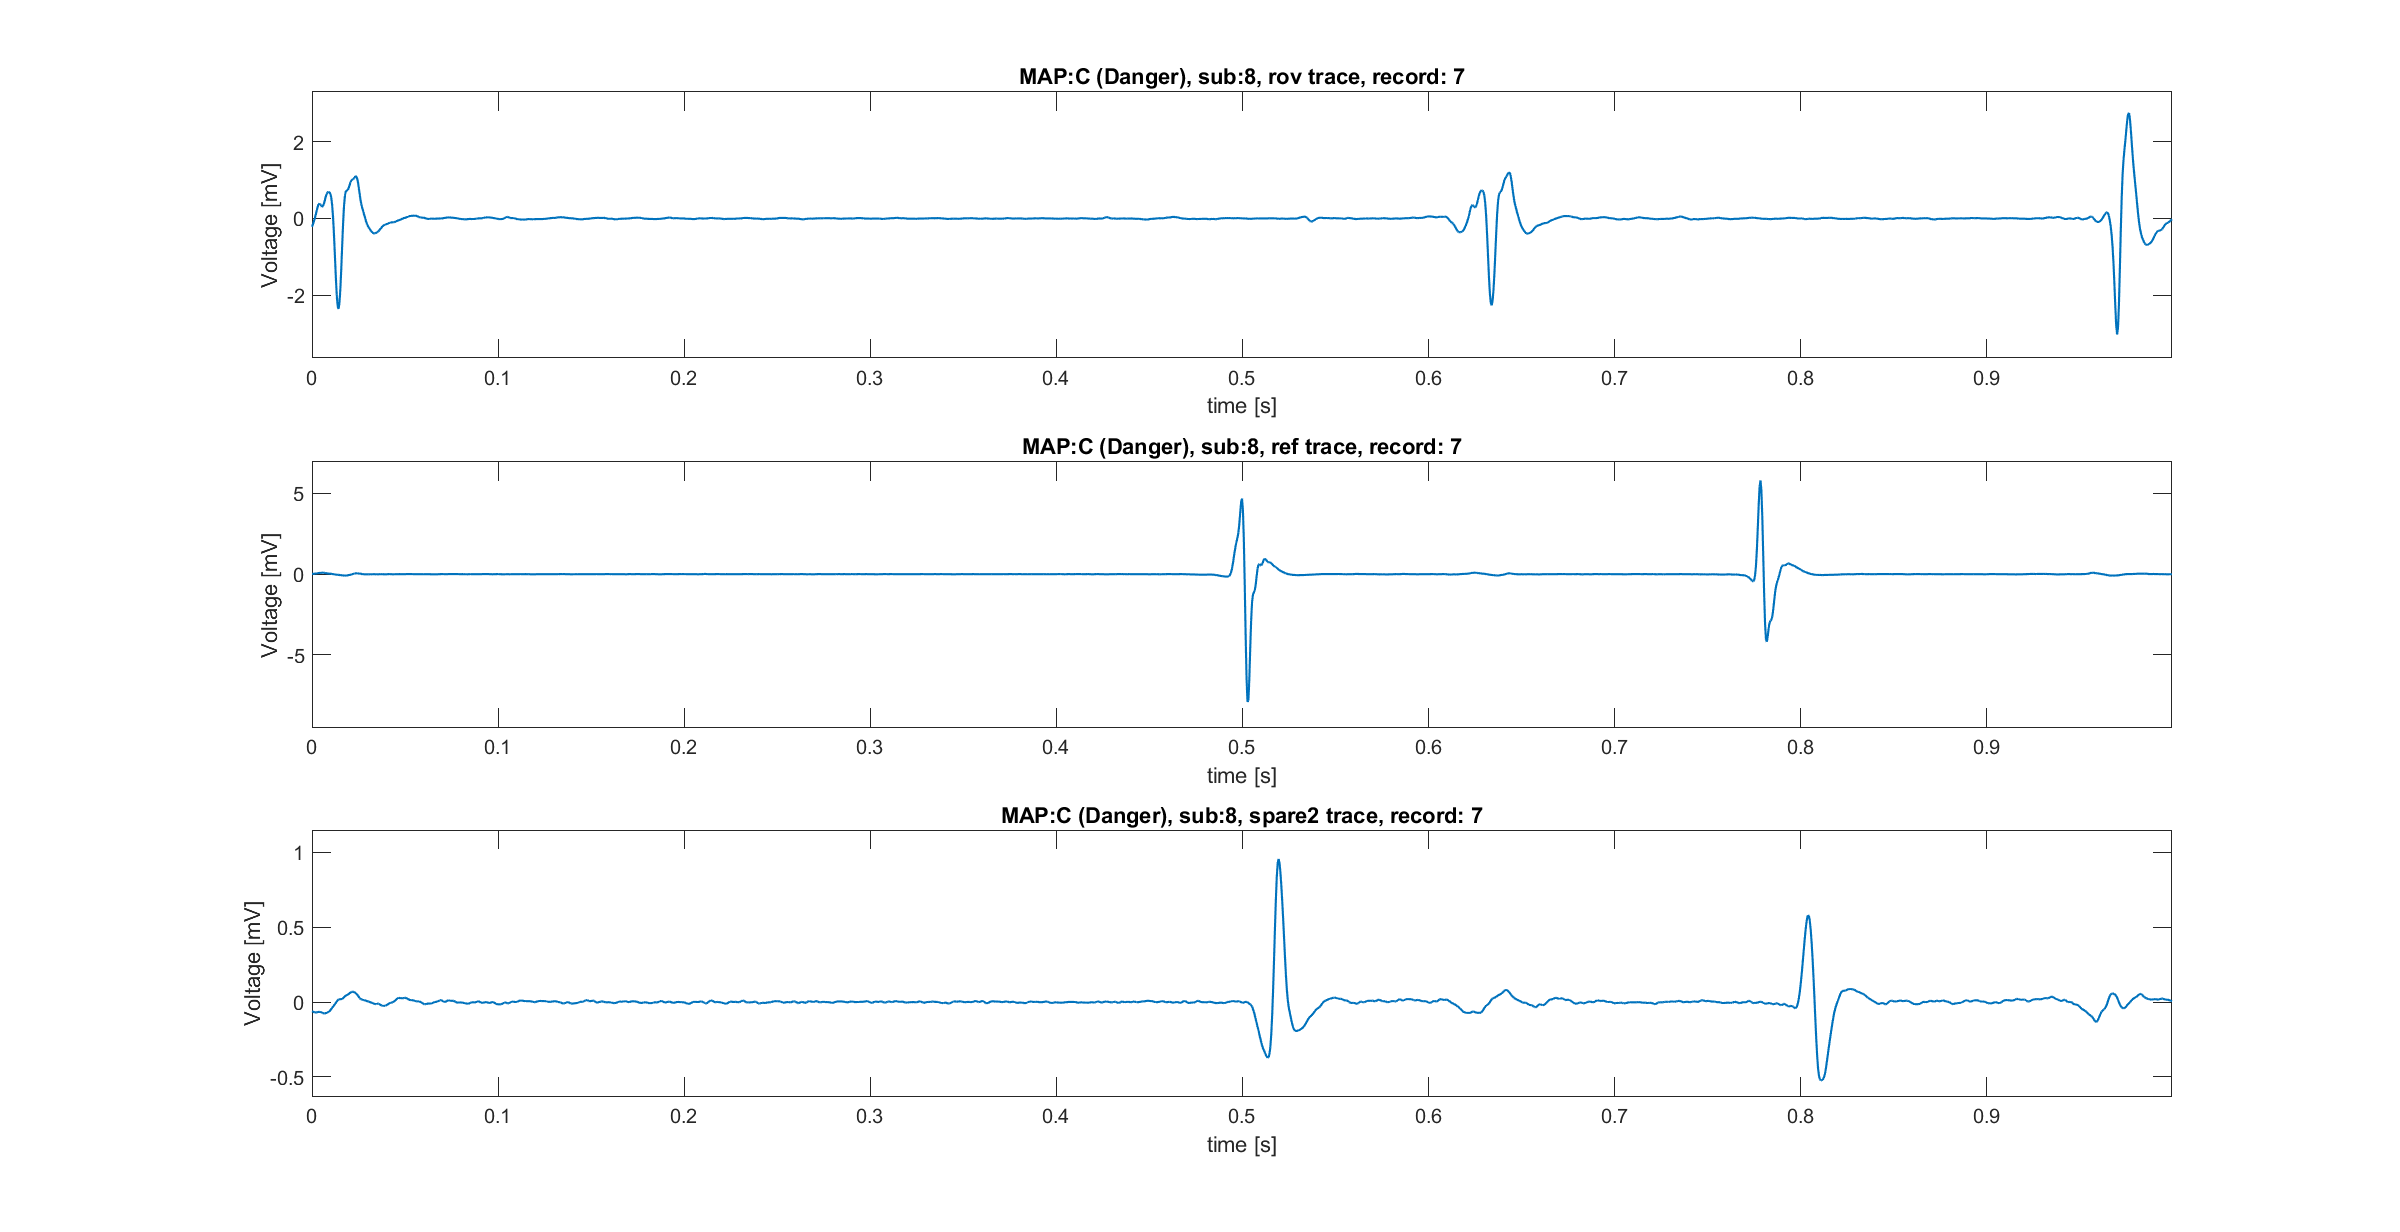 MAP:C (Danger), sub:8, rov trace, record: 7
Voltage [mV]
2
0
-2
0 0.1 0.2 0.3 0.4 0.5 0.6 0.7 0.8 0.9
time [s]
MAP:C (Danger), sub:8, ref trace, record: 7
Voltage [mV]
5
0
-5
0 0.1 0.2 0.3 0.4 0.5 0.6 0.7 0.8 0.9
time [s]
MAP:C (Danger), sub:8, spare2 trace, record: 7
Voltage [mV]
1
0.5
0
-0.5
0 0.1 0.2 0.3 0.4 0.5 0.6 0.7 0.8 0.9
time [s]